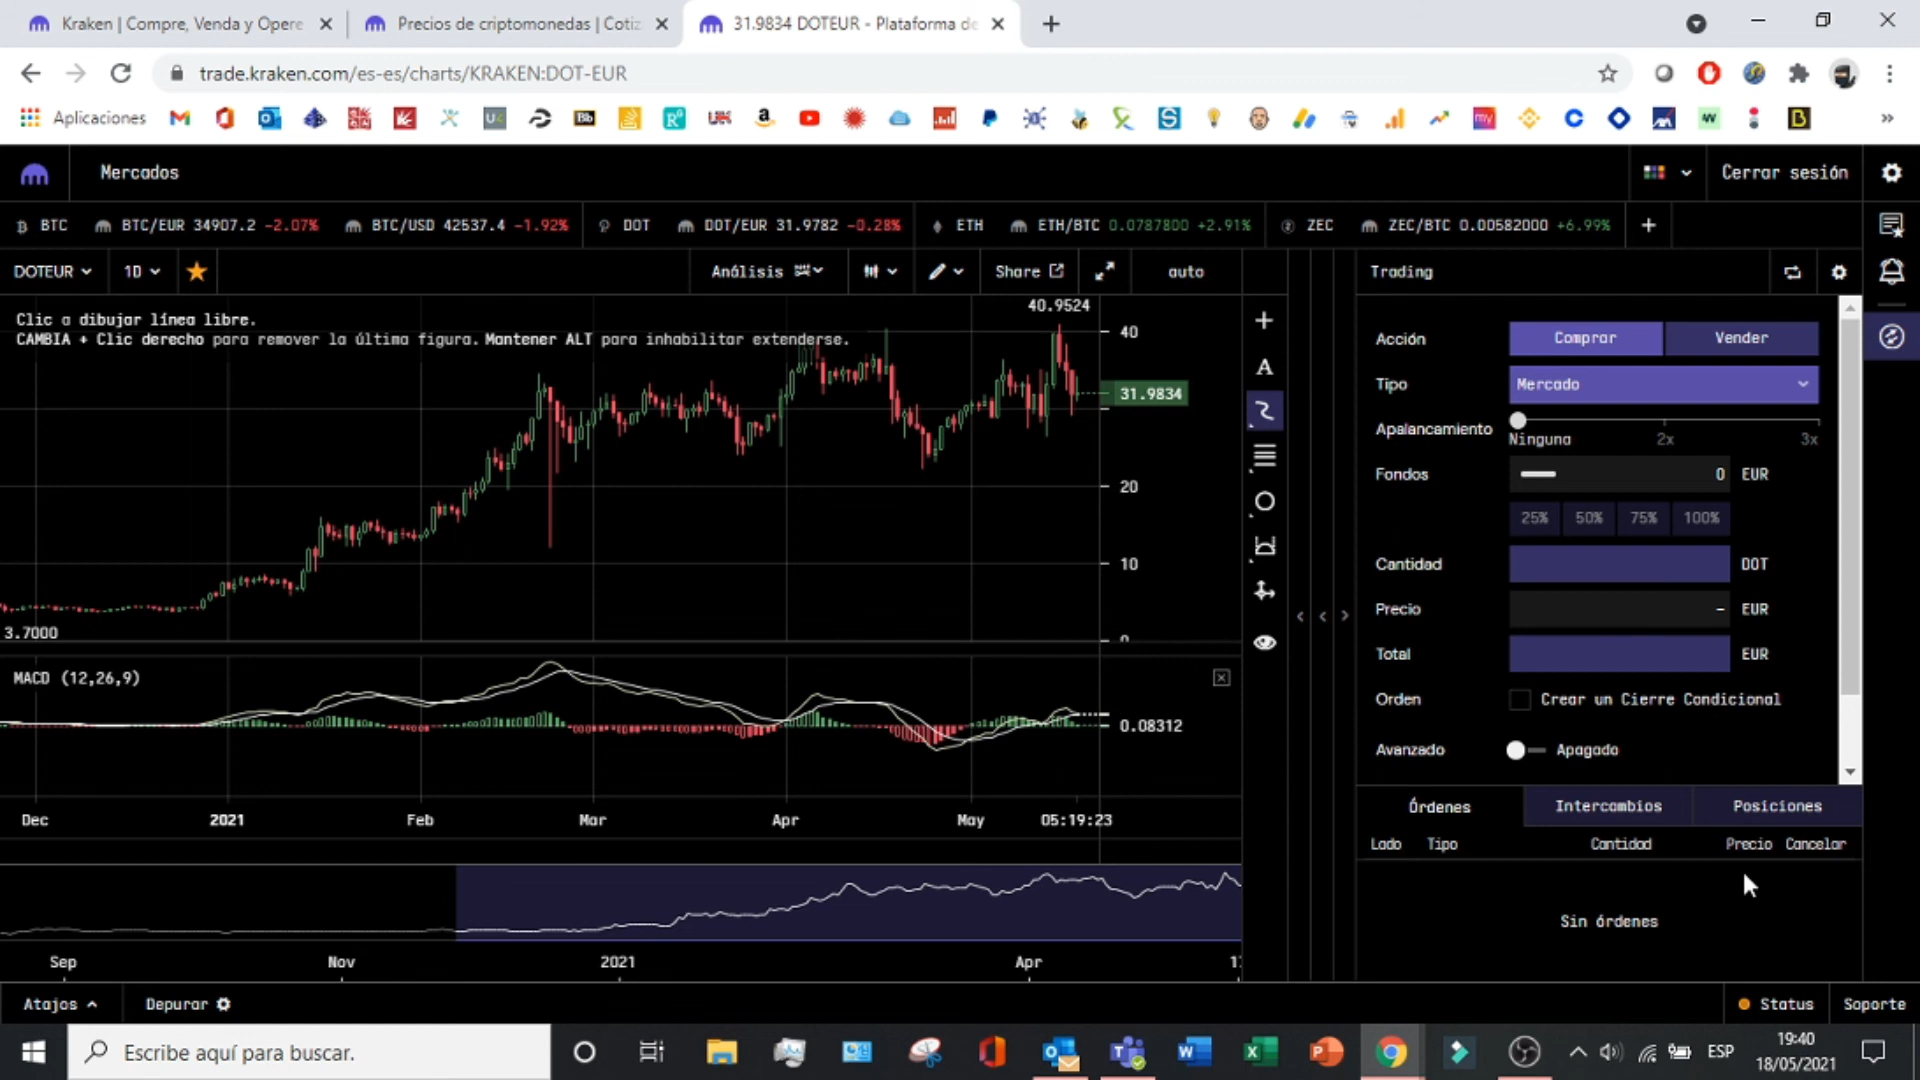 Kraken | Compre, Venda y Opere
Precios de criptomonedas | Cotiz
31.9834 DOTEUR - Plataforma de
trade.kraken.com/es-es/charts/KRAKEN:DOT-EUR
Aplicaciones
Mercados
Cerrar sesión
BTC BTC/EUR 34907.2 -2.07% BTC/USD 42537.4 -1.92% DOT DOT/EUR 31.9782 -0.28% ETH ETH/BTC 0.0787800 +2.91% ZEC ZEC/BTC 0.00582000 +6.99% +
DOTEUR 1D Análisis Share auto
Trading
Clic a dibujar línea libre.
CAMBIA + Clic derecho para remover la última figura. Mantener ALT para inhabilitar extenderse.
40.9524
40
31.9834
20
10
0
3.7000
MACD (12,26,9)
0.08312
Dec 2021 Feb Mar Apr May 05:19:23
Sep Nov 2021 Apr
Acción Comprar Vender
Tipo Mercado
Apalancamiento
Ninguna 2x 3x
Fondos 0 EUR
25% 50% 75% 100%
Cantidad DOT
Precio - EUR
Total EUR
Orden Crear un Cierre Condicional
Avanzado Apagado
Órdenes Intercambios Posiciones
Lado Tipo Cantidad Precio Cancelar
Sin órdenes
Atajos Depurar
Status Soporte
Escribe aquí para buscar.
ESP
19:40
18/05/2021